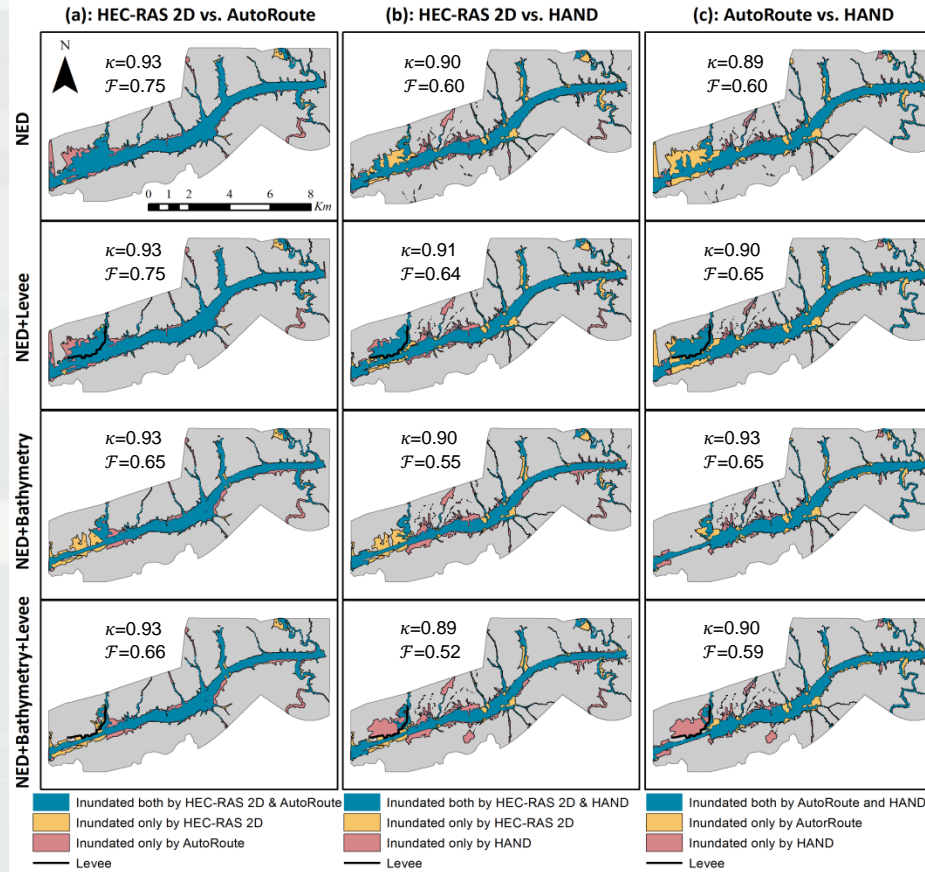 (a): HEC-RAS 2D vs. AutoRoute
(b): HEC-RAS 2D vs. HAND
(c): AutoRoute vs. HAND
NED
N
κ=0.93
ℱ=0.75
0 1 2 4 6 8
Km
κ=0.90
ℱ=0.60
κ=0.89
ℱ=0.60
NED+Levee
κ=0.93
ℱ=0.75
κ=0.91
ℱ=0.64
κ=0.90
ℱ=0.65
NED+Bathymetry
κ=0.93
ℱ=0.65
κ=0.90
ℱ=0.55
κ=0.93
ℱ=0.65
NED+Bathymetry+Levee
κ=0.93
ℱ=0.66
κ=0.89
ℱ=0.52
κ=0.90
ℱ=0.59
Inundated both by HEC-RAS 2D & AutoRoute
Inundated only by HEC-RAS 2D
Inundated only by AutoRoute
Levee
Inundated both by HEC-RAS 2D & HAND
Inundated only by HEC-RAS 2D
Inundated only by HAND
Levee
Inundated both by AutoRoute and HAND
Inundated only by AutorRoute
Inundated only by HAND
Levee